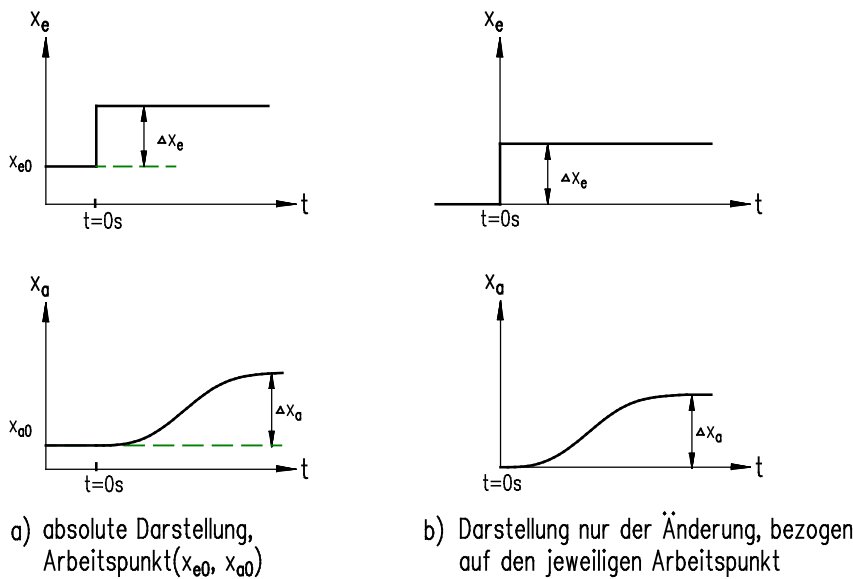 Xe
ΔXe
Xe0
t
t=0s
Xa
ΔXa
Xa0
t
t=0s
a) absolute Darstellung,
Arbeitspunkt(xe0, xa0)
Xe
ΔXe
t
t=0s
Xa
ΔXa
t
t=0s
b) Darstellung nur der Änderung, bezogen
auf den jeweiligen Arbeitspunkt